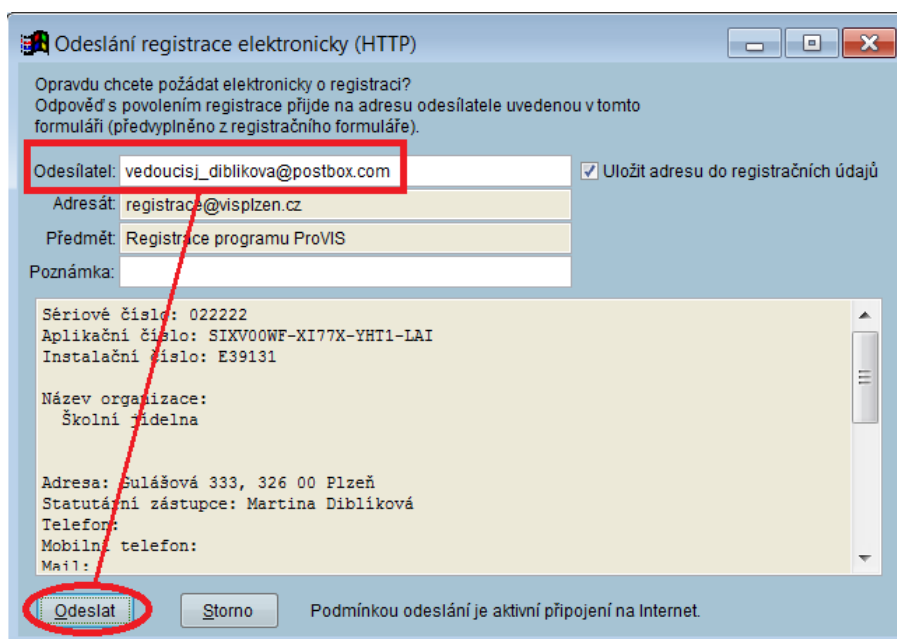 Odeslání registrace elektronicky (HTTP)
Opravdu chcete požádat elektronicky o registraci?
Odpověď s povolením registrace přijde na adresu odesílatele uvedenou v tomto
formuláři (předvyplněno z registračního formuláře).
Odesílatel: vedoucisj_diblikova@postbox.com Uložit adresu do registračních údajů
Adresát: registrace@visplzen.cz
Předmět: Registrace programu ProVIS
Poznámka:
Sériové číslo: 022222
Aplikační číslo: SIXV00WF-XI77X-YHT1-LAI
Instalační číslo: E39131
Název organizace:
Školní jídelna
Adresa: Gulášová 333, 326 00 Plzeň
Statutární zástupce: Martina Diblíková
Telefon:
Mobilní telefon:
Mail:
Odeslat Storno Podmínkou odeslání je aktivní připojení na Internet.